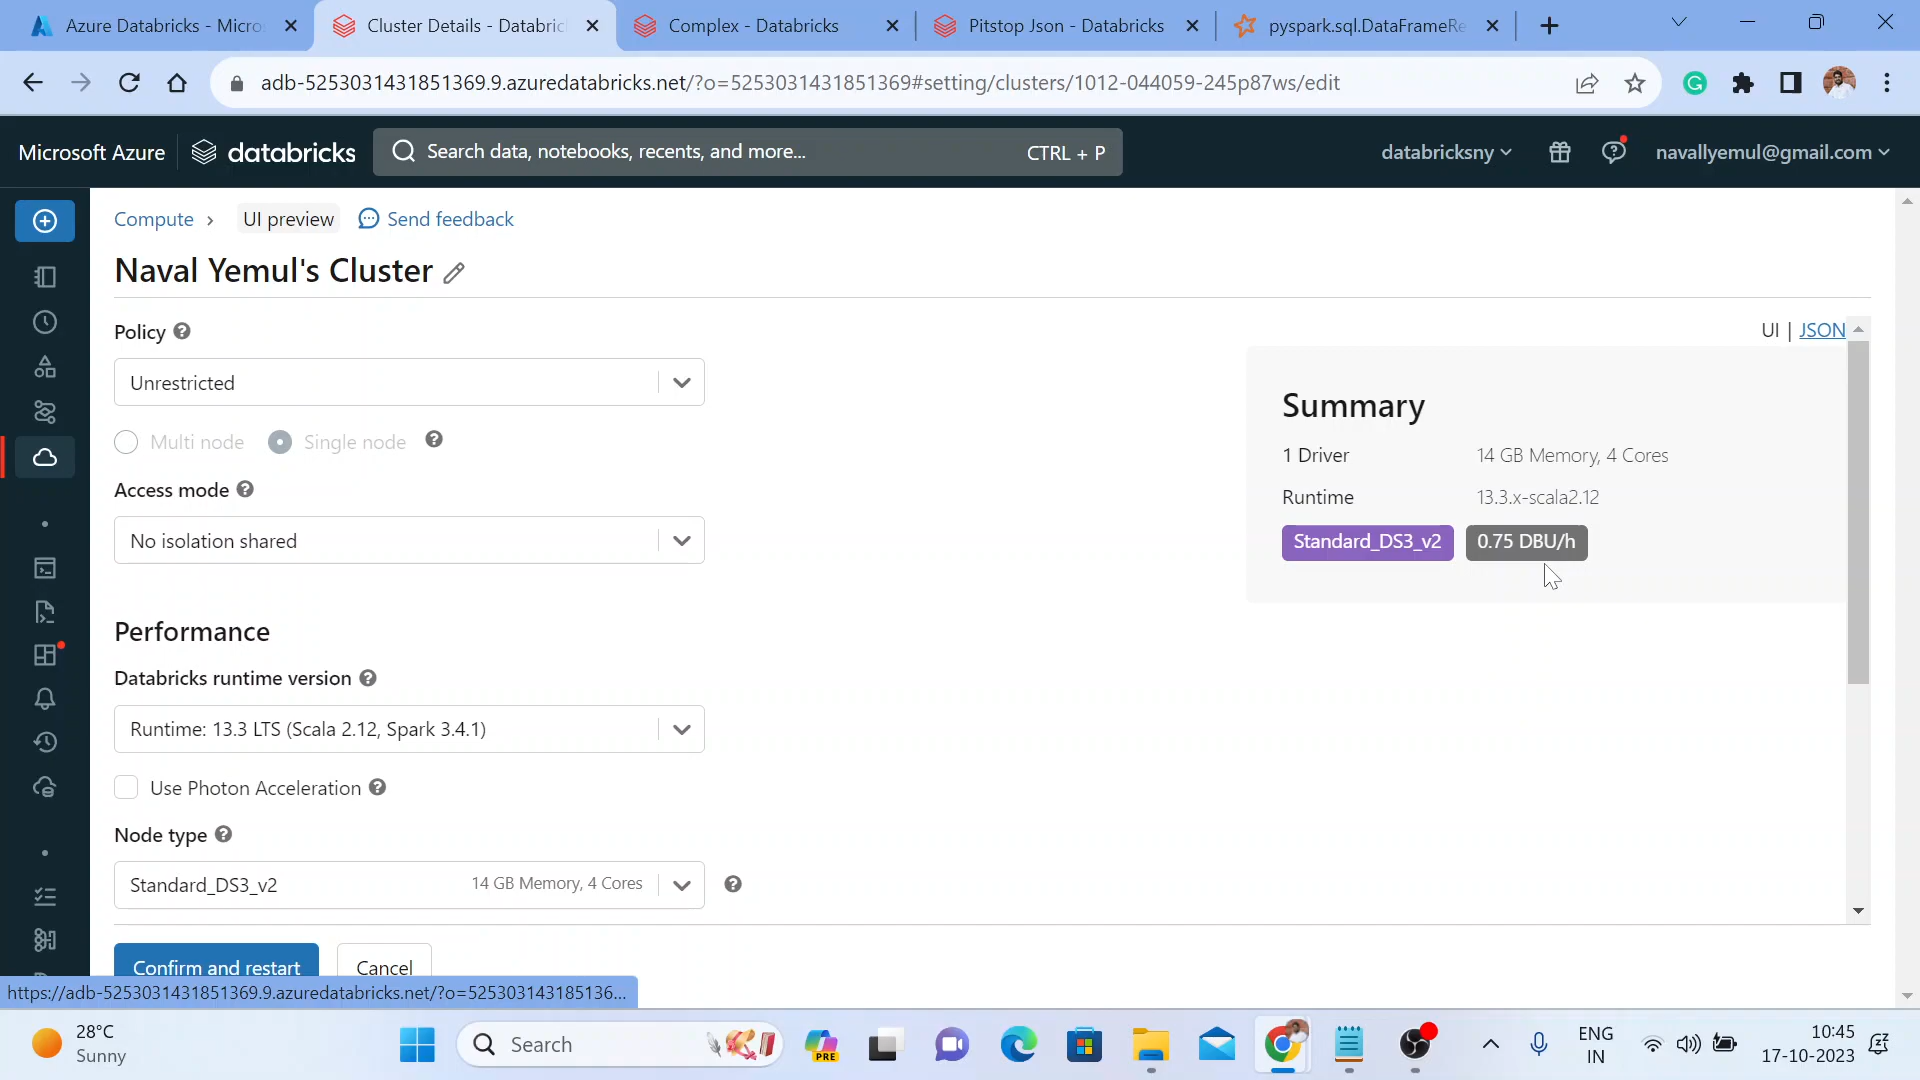 Azure Databricks - Micro
Cluster Details - Databric
Complex - Databricks
Pitstop Json - Databricks
pyspark.sql.DataFrameRe
adb-5253031431851369.9.azuredatabricks.net/?o=5253031431851369#setting/clusters/1012-044059-245p87ws/edit
Microsoft Azure
databricks
Search data, notebooks, recents, and more...
CTRL + P
databricksny
navallyemul@gmail.com
Compute
UI preview
Send feedback
Naval Yemul's Cluster
Policy
UI | JSON
Unrestricted
Multi node
Single node
Summary
1 Driver
14 GB Memory, 4 Cores
Runtime
13.3.x-scala2.12
Standard_DS3_v2
0.75 DBU/h
Access mode
No isolation shared
Performance
Databricks runtime version
Runtime: 13.3 LTS (Scala 2.12, Spark 3.4.1)
Use Photon Acceleration
Node type
Standard_DS3_v2
14 GB Memory, 4 Cores
Confirm and restart
Cancel
https://adb-5253031431851369.9.azuredatabricks.net/?o=525303143185136...
28°C
Sunny
Search
PRE
ENG
IN
10:45
17-10-2023